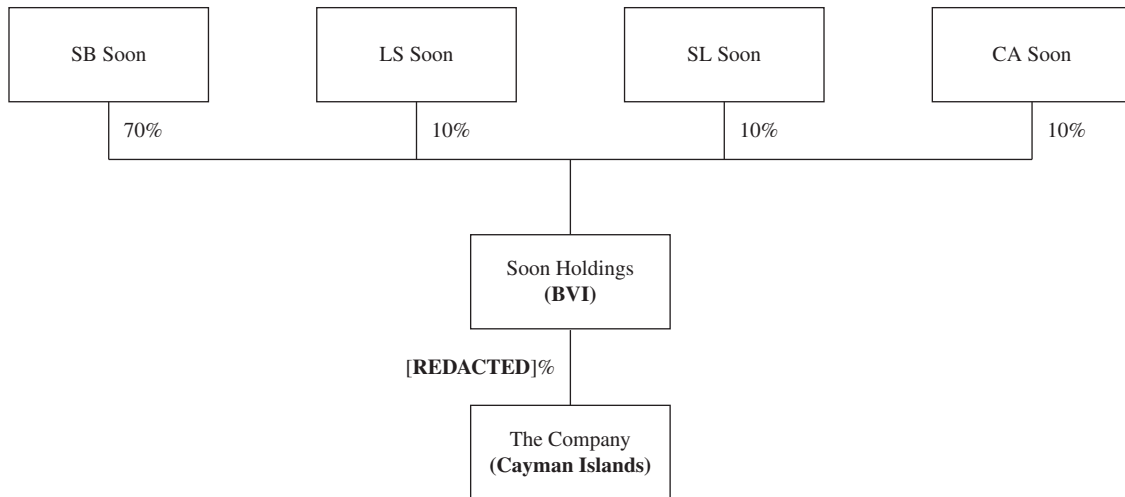 SB Soon
LS Soon
SL Soon
CA Soon
70%
10%
10%
10%
Soon Holdings
(BVI)
[REDACTED]%
The Company
(Cayman Islands)